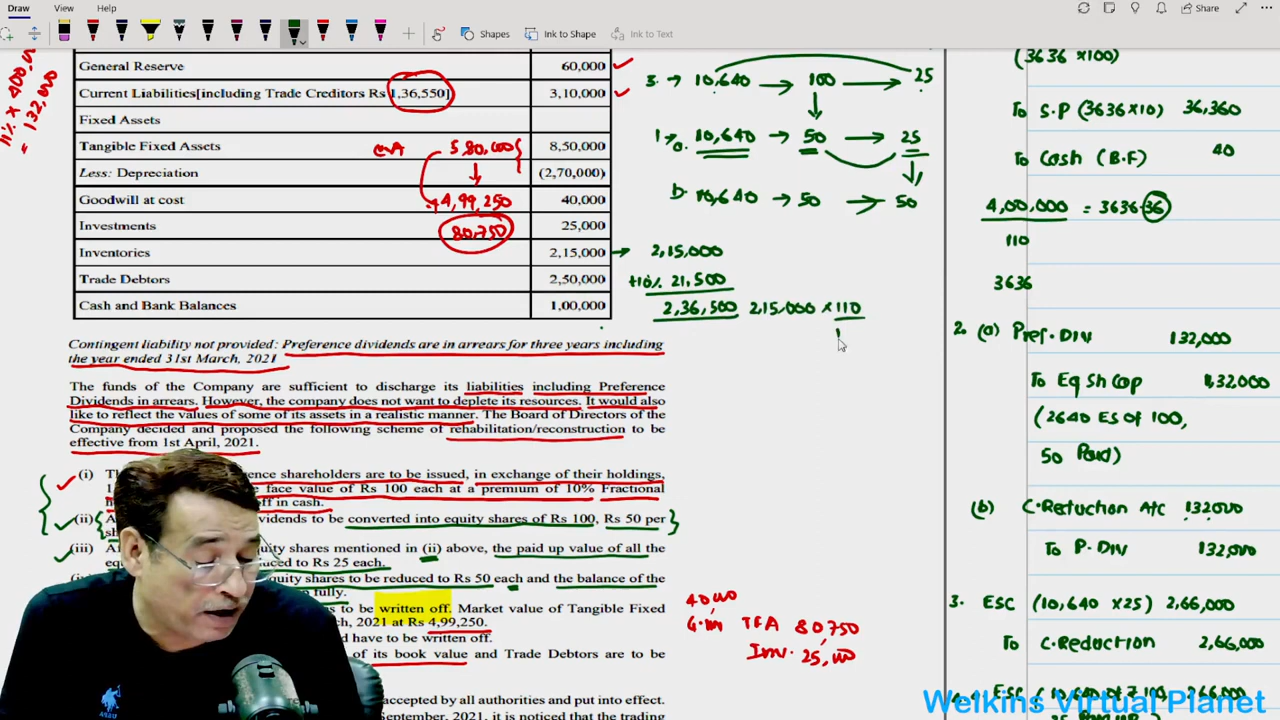 View Help
Share
Shapes
Ink to Shape
Ink to Text
General Reserve 60,000
Current Liabilities[including Trade Creditors Rs 1,36,550] 3,10,000
Fixed Assets
Tangible Fixed Assets 8,50,000
Less: Depreciation (2,70,000)
Goodwill at cost 40,000
Investments 25,000
Inventories 2,15,000
Trade Debtors 2,50,000
Cash and Bank Balances 1,00,000
= 132,000
5,80,000
4,99,250
80,750
10,640 → 100 → 25
10,640 → 50 → 25
D. 10,640 → 50 → 50
2,15,000
+10% 21,500
2,36,500 215,000 × 110
Contingent liability not provided: Preference dividends are in arrears for three years including
the year ended 31st March, 2021
The funds of the Company are sufficient to discharge its liabilities including Preference
Dividends in arrears. However, the company does not want to deplete its resources. It would also
like to reflect the values of some of its assets in a realistic manner. The Board of Directors of the
Company decided and proposed the following scheme of rehabilitation/reconstruction to be
effective from 1st April, 2021.
(i) shareholders are to be issued, in exchange of their holdings,
face value of Rs 100 each at a premium of 10% Fractional
in cash.
(ii) dividends to be converted into equity shares of Rs 100, Rs 50 per
(iii) shares mentioned in (ii) above, the paid up value of all the
to Rs 25 each.
shares to be reduced to Rs 50 each and the balance of the
fully.
to be written off. Market value of Tangible Fixed
2021 at Rs 4,99,250.
have to be written off.
of its book value and Trade Debtors are to be
accepted by all authorities and put into effect.
September, 2021, it is noticed that the trading
TFA 80,750
Inv. 25,000
(3636 ×100)
To S.P (3636×10) 36,360
To Cash (B.F) 40
4,00,000 = 3636.36
110
3636
2. (a) Pref. DIV 132,000
To Eq Sh Cap 1,32000
(2640 ES of 100,
50 Paid)
(b) C.Reduction A/c 132000
To P. DIV 132,000
3. ESC (10,640 ×25) 2,66,000
To C.Reduction 2,66,000
Welkins Virtual Planet